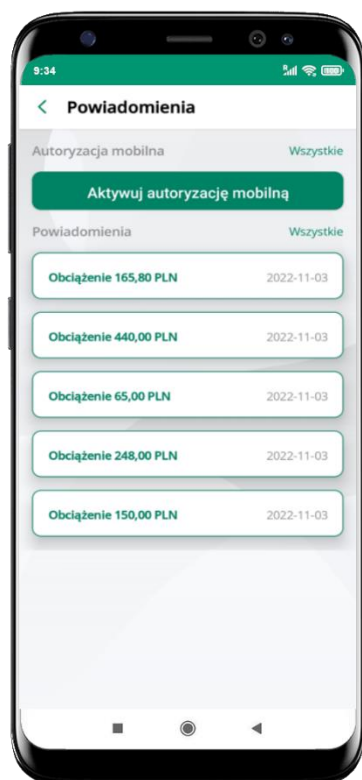 9:34
Powiadomienia
Autoryzacja mobilna Wszystkie
Aktywuj autoryzację mobilną
Powiadomienia Wszystkie
Obciążenie 165,80 PLN 2022-11-03
Obciążenie 440,00 PLN 2022-11-03
Obciążenie 65,00 PLN 2022-11-03
Obciążenie 248,00 PLN 2022-11-03
Obciążenie 150,00 PLN 2022-11-03